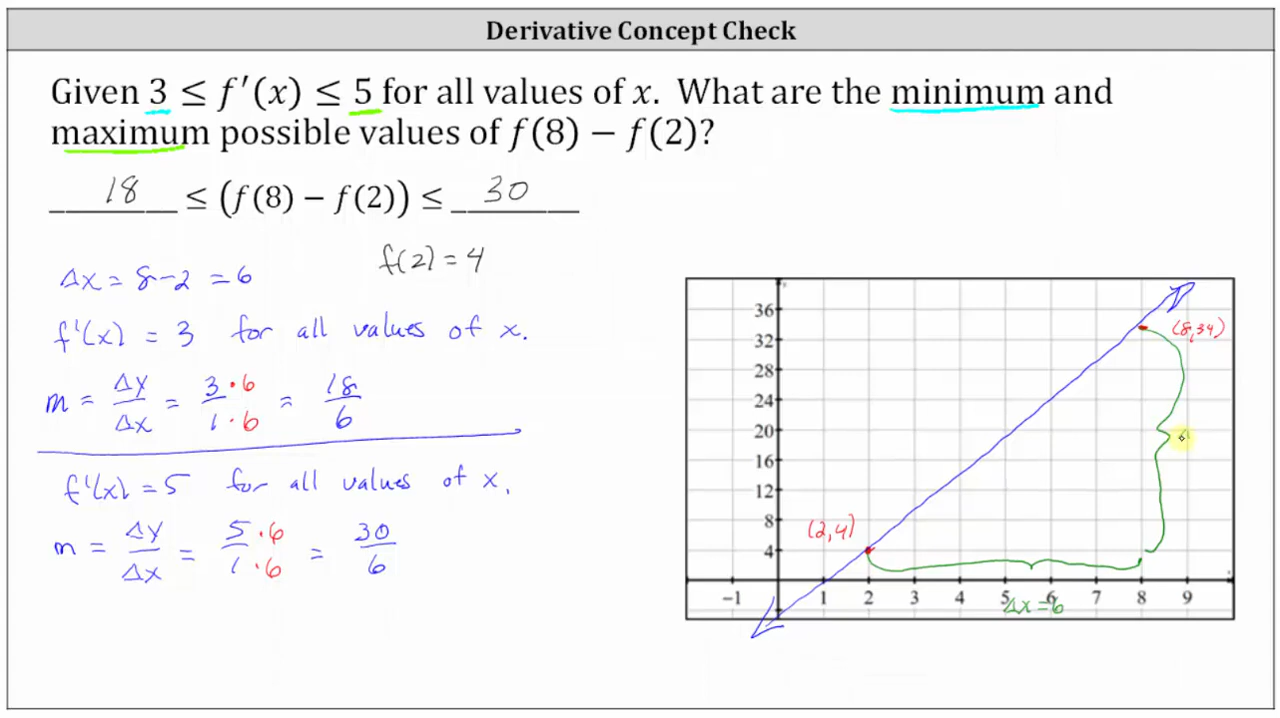 Derivative Concept Check
Given 3 ≤ f′(x) ≤ 5 for all values of x. What are the minimum and
maximum possible values of f(8) − f(2)?
18 ≤ (f(8) − f(2)) ≤ 30
f(2) = 4
Δx = 8-2 = 6
f'(x) = 3 for all values of x.
m = Δy/Δx = 3·6/1·6 = 18/6
f'(x) = 5 for all values of x.
m = Δy/Δx = 5·6/1·6 = 30/6
36
32
28
24
20
16
12
8
4
(8,34)
(2,4)
-1 1 2 3 4 5 6 7 8 9
Δx = 6